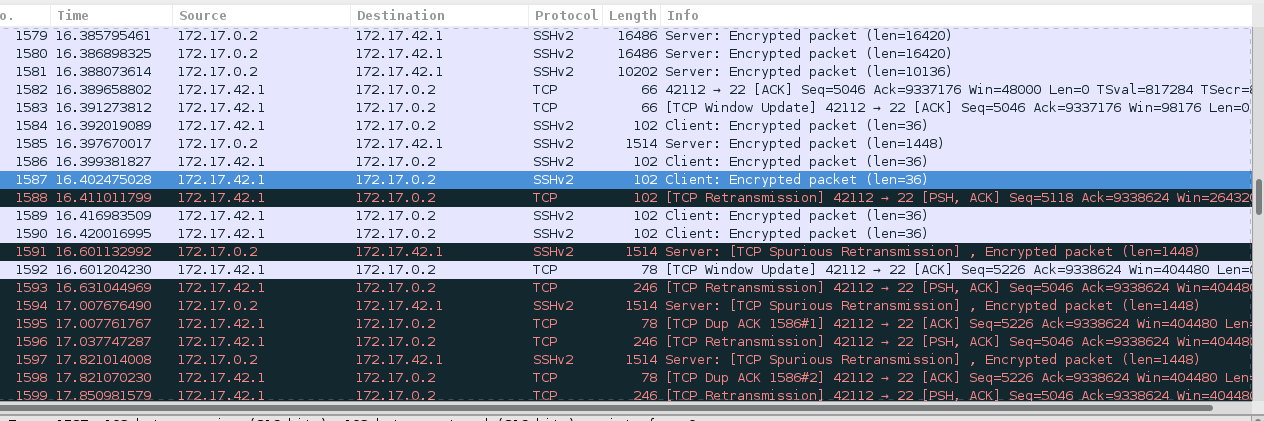 o. Time Source Destination Protocol Length Info
1579 16.385795461 172.17.0.2 172.17.42.1 SSHv2 16486 Server: Encrypted packet (len=16420)
1580 16.386898325 172.17.0.2 172.17.42.1 SSHv2 16486 Server: Encrypted packet (len=16420)
1581 16.388073614 172.17.0.2 172.17.42.1 SSHv2 10202 Server: Encrypted packet (len=10136)
1582 16.389658802 172.17.42.1 172.17.0.2 TCP 66 42112 → 22 [ACK] Seq=5046 Ack=9337176 Win=48000 Len=0 TSval=817284 TSecr=8
1583 16.391273812 172.17.42.1 172.17.0.2 TCP 66 [TCP Window Update] 42112 → 22 [ACK] Seq=5046 Ack=9337176 Win=98176 Len=0
1584 16.392019089 172.17.42.1 172.17.0.2 SSHv2 102 Client: Encrypted packet (len=36)
1585 16.397670017 172.17.0.2 172.17.42.1 SSHv2 1514 Server: Encrypted packet (len=1448)
1586 16.399381827 172.17.42.1 172.17.0.2 SSHv2 102 Client: Encrypted packet (len=36)
1587 16.402475028 172.17.42.1 172.17.0.2 SSHv2 102 Client: Encrypted packet (len=36)
1588 16.411011799 172.17.42.1 172.17.0.2 TCP 102 [TCP Retransmission] 42112 → 22 [PSH, ACK] Seq=5118 Ack=9338624 Win=264320
1589 16.416983509 172.17.42.1 172.17.0.2 SSHv2 102 Client: Encrypted packet (len=36)
1590 16.420016995 172.17.42.1 172.17.0.2 SSHv2 102 Client: Encrypted packet (len=36)
1591 16.601132992 172.17.0.2 172.17.42.1 SSHv2 1514 Server: [TCP Spurious Retransmission] , Encrypted packet (len=1448)
1592 16.601204230 172.17.42.1 172.17.0.2 TCP 78 [TCP Window Update] 42112 → 22 [ACK] Seq=5226 Ack=9338624 Win=404480 Len=0
1593 16.631044969 172.17.42.1 172.17.0.2 TCP 246 [TCP Retransmission] 42112 → 22 [PSH, ACK] Seq=5046 Ack=9338624 Win=404480
1594 17.007676490 172.17.0.2 172.17.42.1 SSHv2 1514 Server: [TCP Spurious Retransmission] , Encrypted packet (len=1448)
1595 17.007761767 172.17.42.1 172.17.0.2 TCP 78 [TCP Dup ACK 1586#1] 42112 → 22 [ACK] Seq=5226 Ack=9338624 Win=404480 Len=
1596 17.037747287 172.17.42.1 172.17.0.2 TCP 246 [TCP Retransmission] 42112 → 22 [PSH, ACK] Seq=5046 Ack=9338624 Win=404480
1597 17.821014008 172.17.0.2 172.17.42.1 SSHv2 1514 Server: [TCP Spurious Retransmission] , Encrypted packet (len=1448)
1598 17.821070230 172.17.42.1 172.17.0.2 TCP 78 [TCP Dup ACK 1586#2] 42112 → 22 [ACK] Seq=5226 Ack=9338624 Win=404480 Len=
1599 17.850981579 172.17.42.1 172.17.0.2 TCP 246 [TCP Retransmission] 42112 → 22 [PSH, ACK] Seq=5046 Ack=9338624 Win=404480